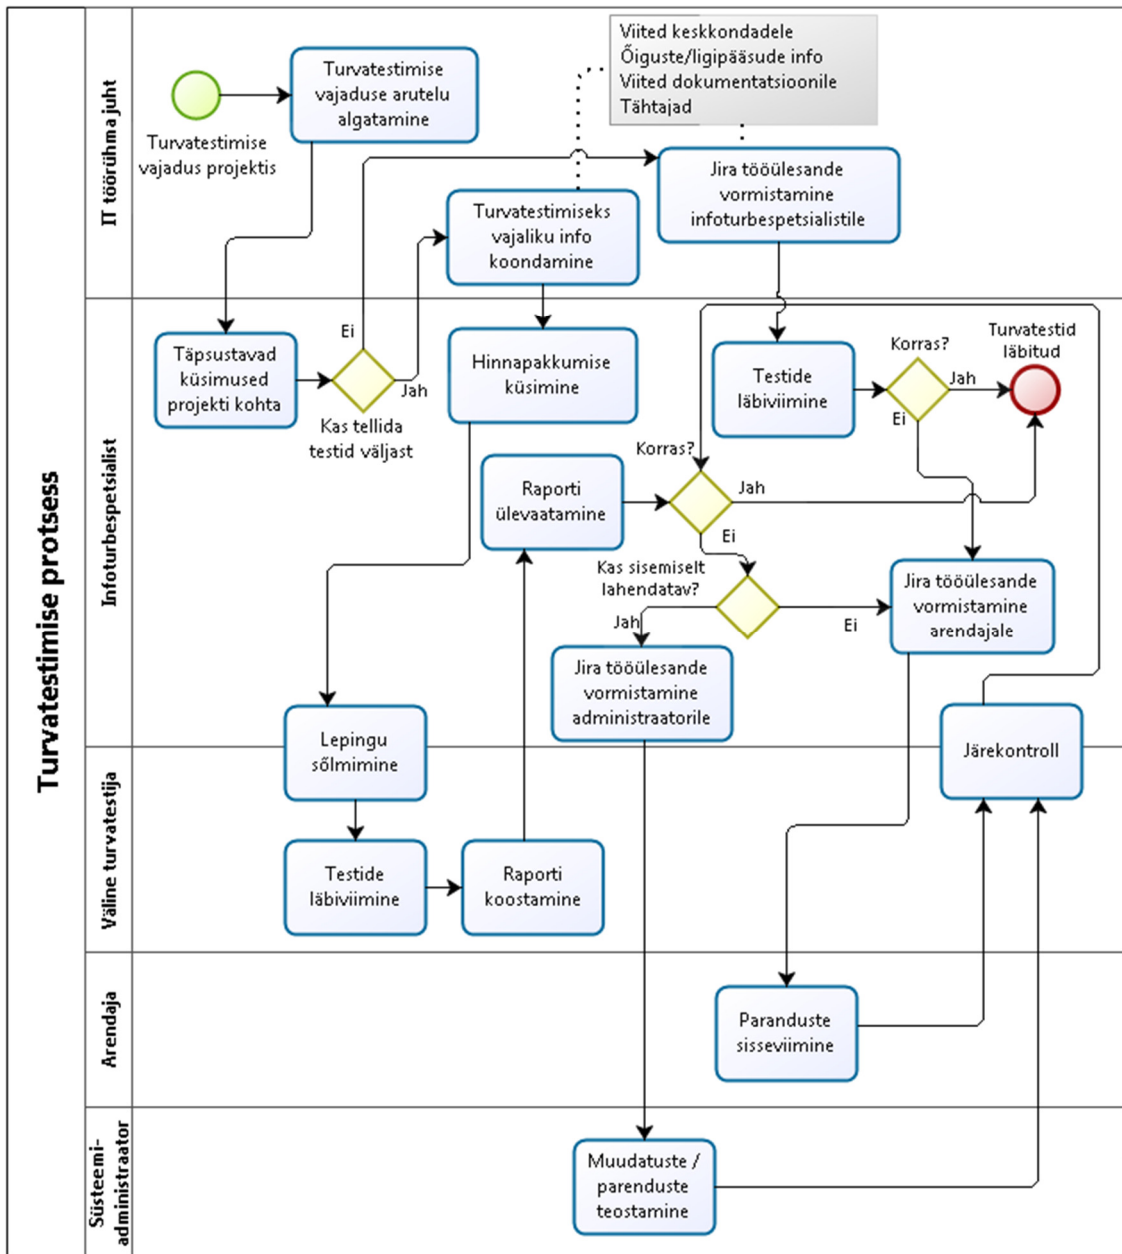 Turvatestimise protsess
IT töörühma juht
Viited keskkondadele
Õiguste/ligipääsude info
Viited dokumentatsioonile
Tähtajad
Turvatestimise
vajaduse arutelu
algatamine
Turvatestimise
vajadus projektis
Jira tööülesande
vormistamine
infoturbespetsialistile
Turvatestimiseks
vajaliku info
koondamine
Infoturbespetsialist
Ei
Täpsustavad
küsimused
projekti kohta
Jah
Kas tellida
testid väljast
Hinnapakkumise
küsimine
Testide
läbiviimine
Korras?
Jah
Ei
Turvatestid
läbitud
Raporti
ülevaatamine
Korras?
Jah
Ei
Kas sisemiselt
lahendatav?
Jah
Ei
Jira tööülesande
vormistamine
arendajale
Jira tööülesande
vormistamine
administraatorile
Lepingu
sõlmimine
Järekontroll
Väline turvatestija
Testide
läbiviimine
Raporti
koostamine
Arendaja
Paranduste
sisseviimine
Süsteemi-
administraator
Muudatuste /
parenduste
teostamine